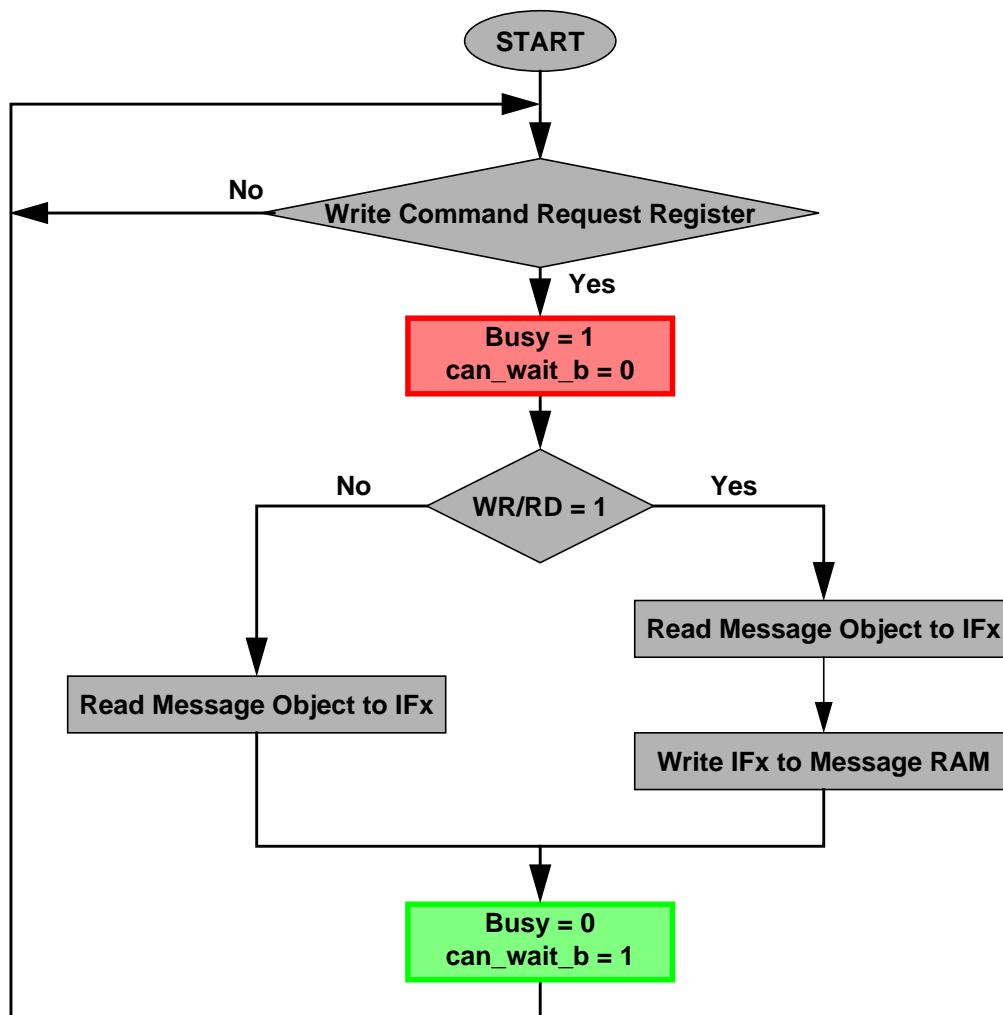 START
No
Write Command Request Register
Yes
Busy = 1
can_wait_b = 0
No
WR/RD = 1
Yes
Read Message Object to IFx
Read Message Object to IFx
Write IFx to Message RAM
Busy = 0
can_wait_b = 1